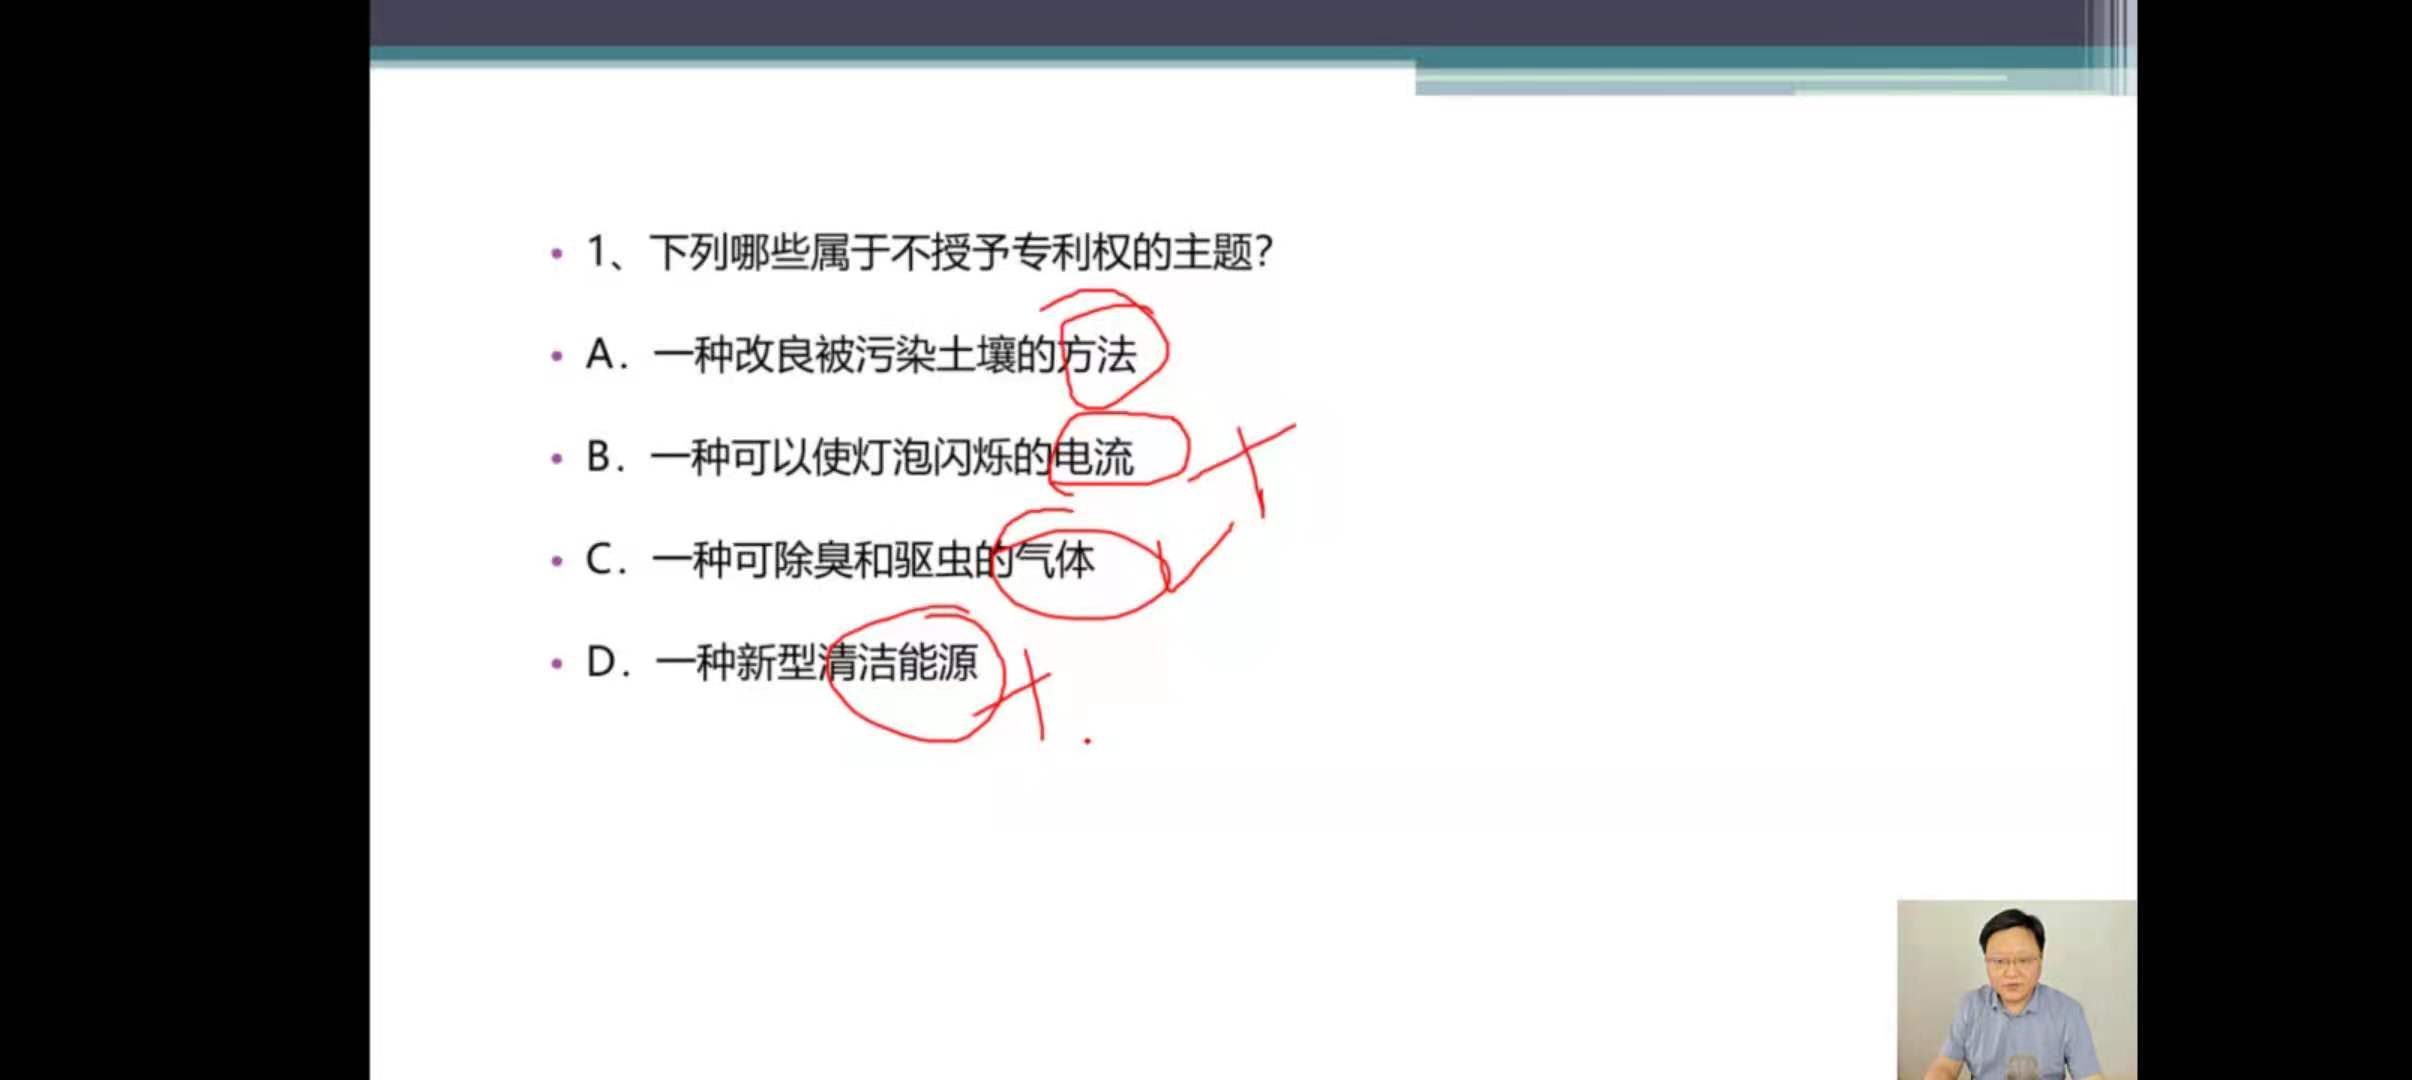 • 1、下列哪些属于不授予专利权的主题?
• A. 一种改良被污染土壤的方法
• B. 一种可以使灯泡闪烁的电流
• C. 一种可除臭和驱虫的气体
• D. 一种新型清洁能源